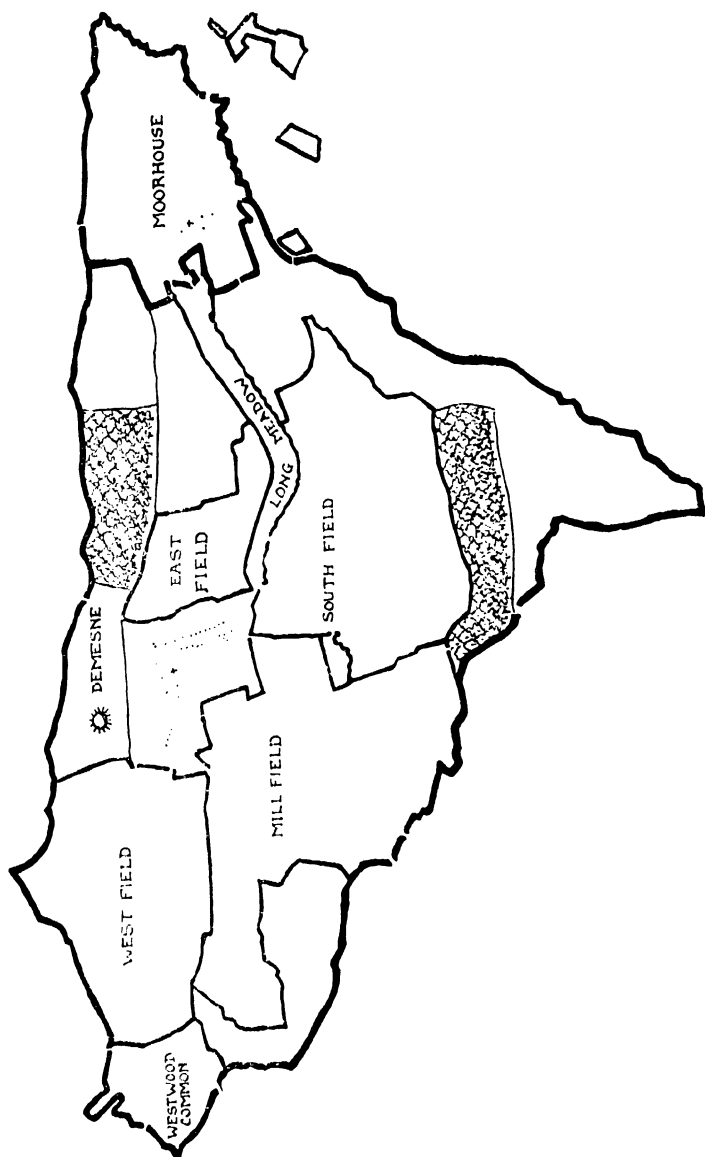 WESTWOOD
COMMON
WEST FIELD
DEMESNE
MILL FIELD
EAST
FIELD
SOUTH FIELD
LONG
MEADOW
MOORHOUSE